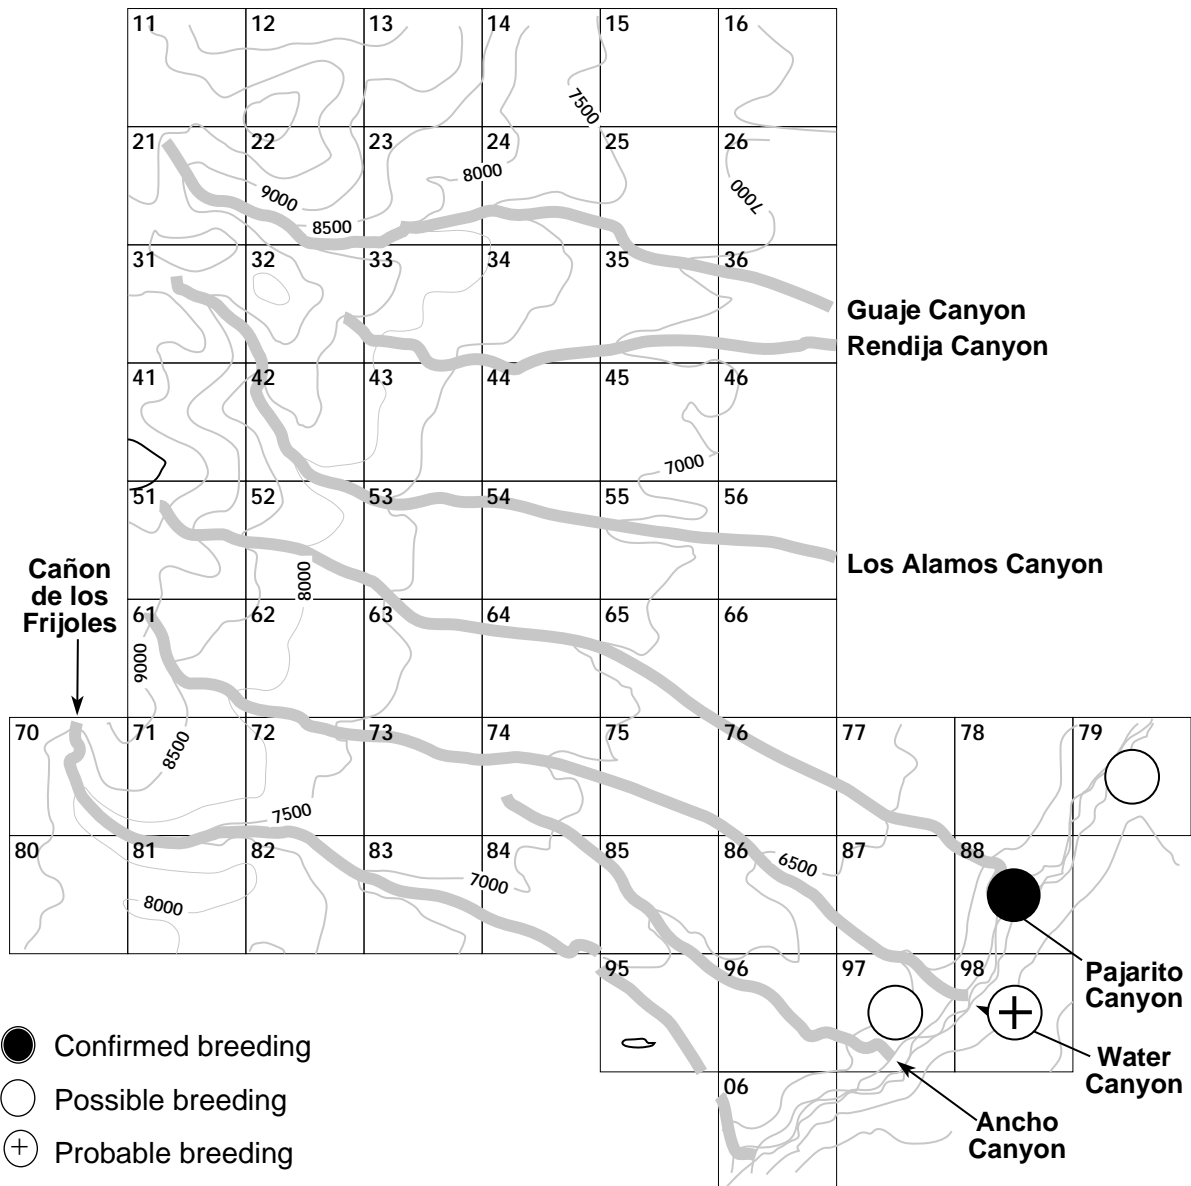 11 12 13 14 15 16
7500
21 22 23 24 25 26
8000
9000
7000
8500
31 32 33 34 35 36
Guaje Canyon
Rendija Canyon
41 42 43 44 45 46
7000
51 52 53 54 55 56
Los Alamos Canyon
Cañon
de los
Frijoles
8000
61 62 63 64 65 66
9000
70 71 72 73 74 75 76 77 78 79
8500
7500
80 81 82 83 84 85 86 87 88
6500
7000
8000
95 96 97 98
Pajarito
Canyon
Water
Canyon
06
Ancho
Canyon
Confirmed breeding
Possible breeding
Probable breeding